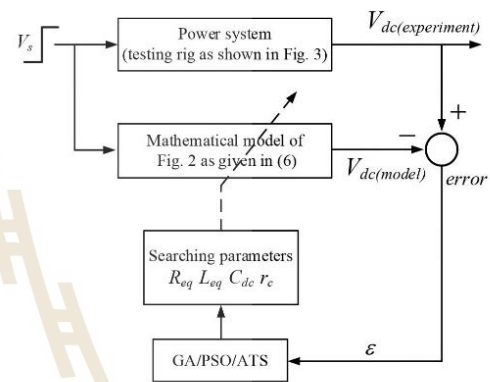 V_s
Power system
(testing rig as shown in Fig. 3)
V_dc(experiment)
+
Mathematical model of
Fig. 2 as given in (6)
−
V_dc(model)
error
Searching parameters
R_eq L_eq C_dc r_c
GA/PSO/ATS
ε